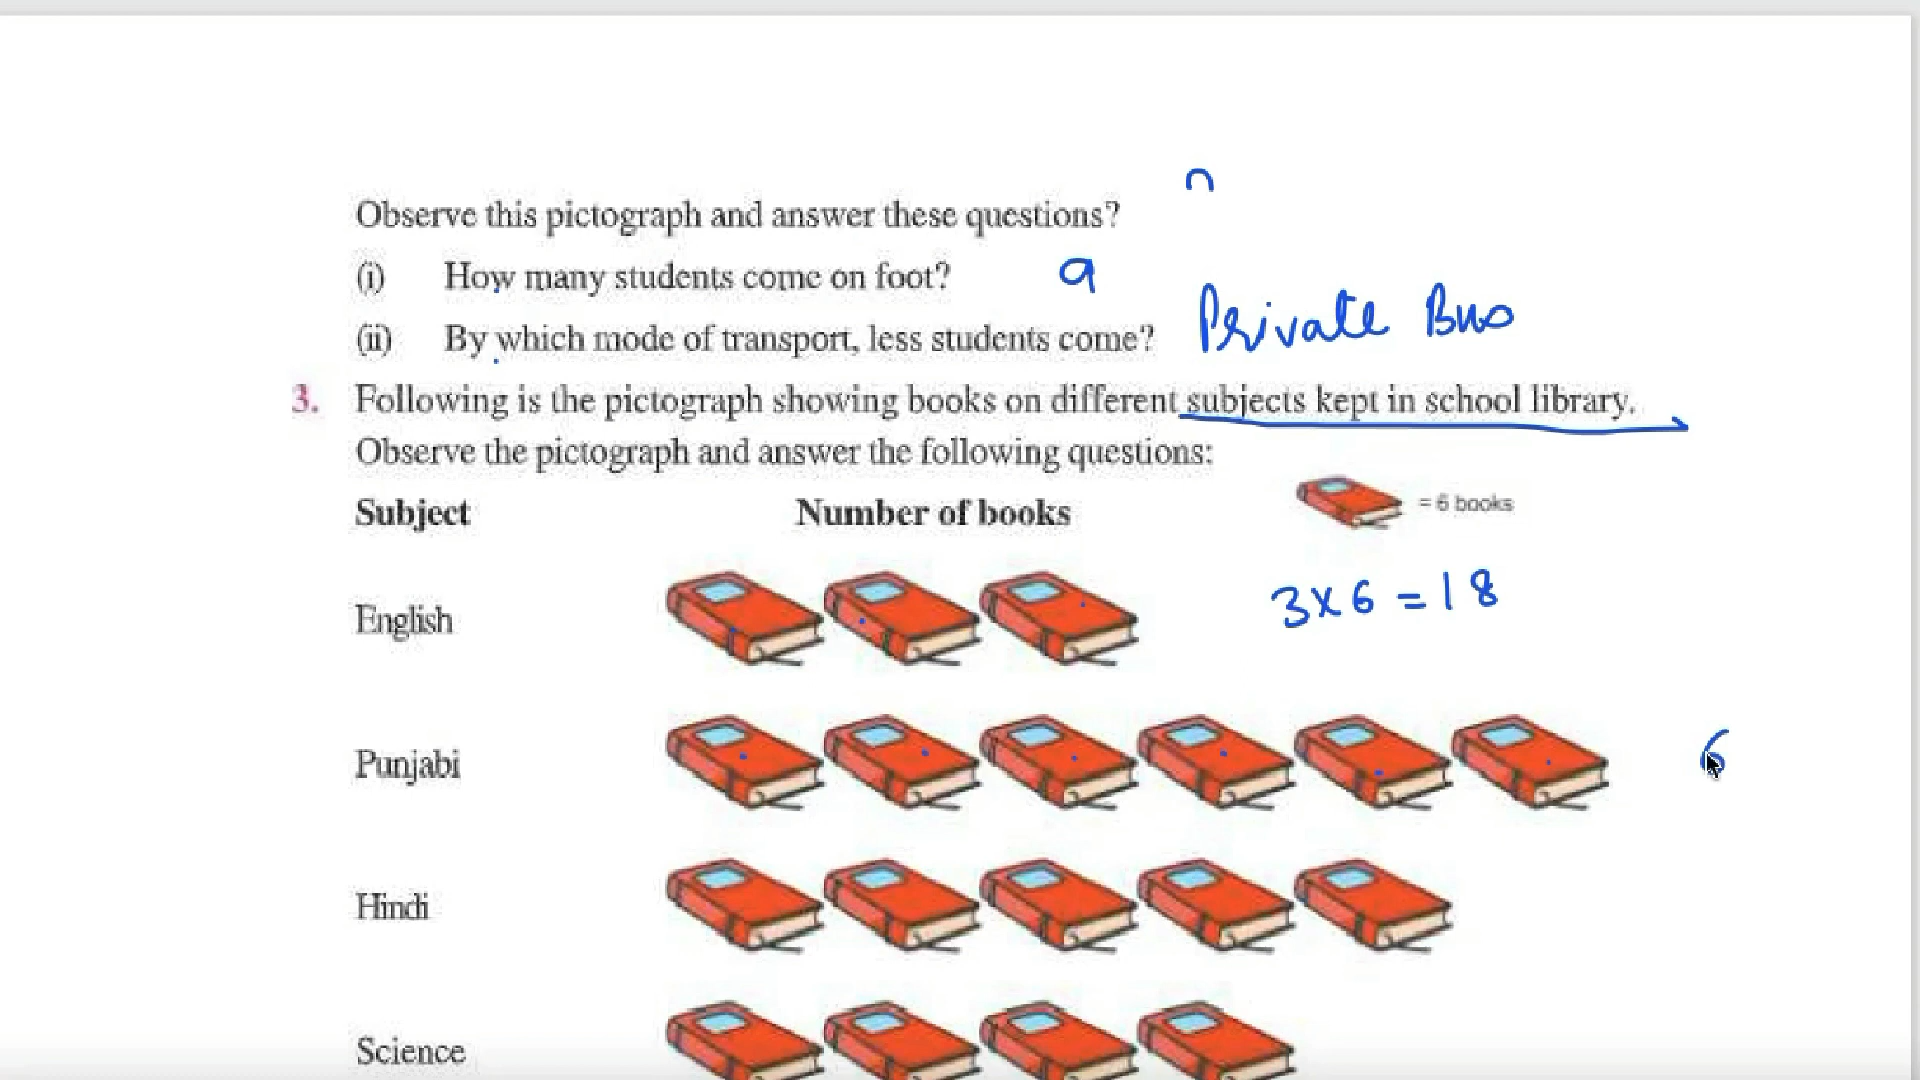 Observe this pictograph and answer these questions?
(i) How many students come on foot? 9
(ii) By which mode of transport, less students come? Private Bus
3. Following is the pictograph showing books on different subjects kept in school library.
Observe the pictograph and answer the following questions:
Subject Number of books = 6 books
English 3×6 = 18
Punjabi 6
Hindi
Science